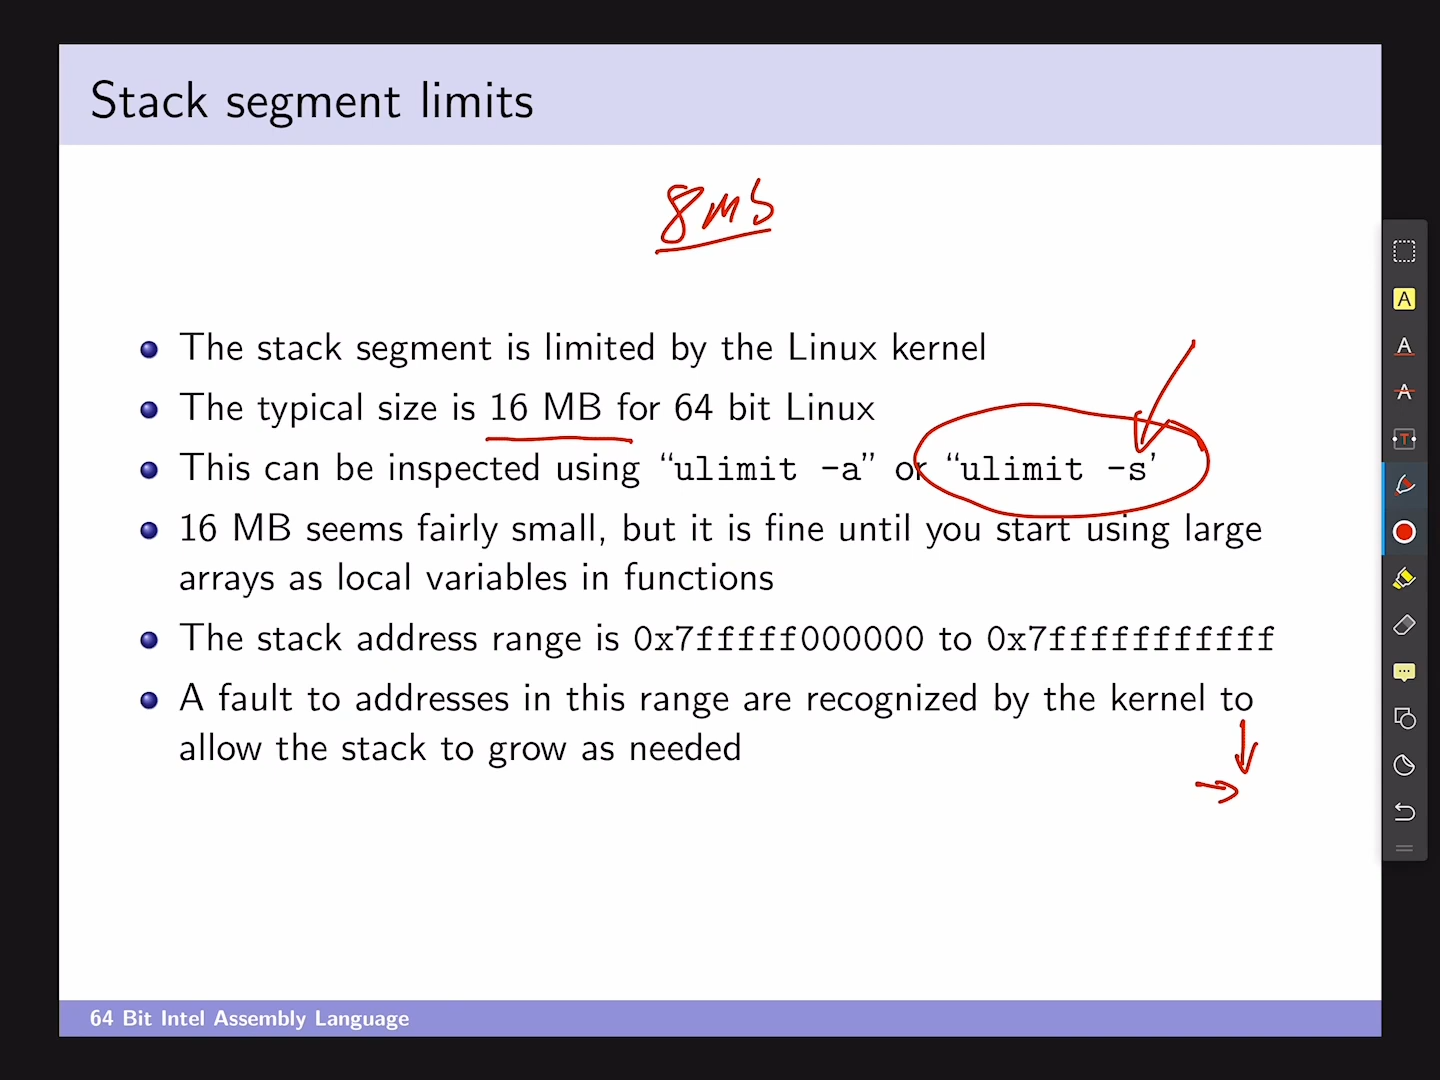 Stack segment limits
8mb
The stack segment is limited by the Linux kernel
The typical size is 16 MB for 64 bit Linux
This can be inspected using “ulimit -a” or “ulimit -s’
16 MB seems fairly small, but it is fine until you start using large
arrays as local variables in functions
The stack address range is 0x7fffff000000 to 0x7fffffffffff
A fault to addresses in this range are recognized by the kernel to
allow the stack to grow as needed
64 Bit Intel Assembly Language
A
A
A
T